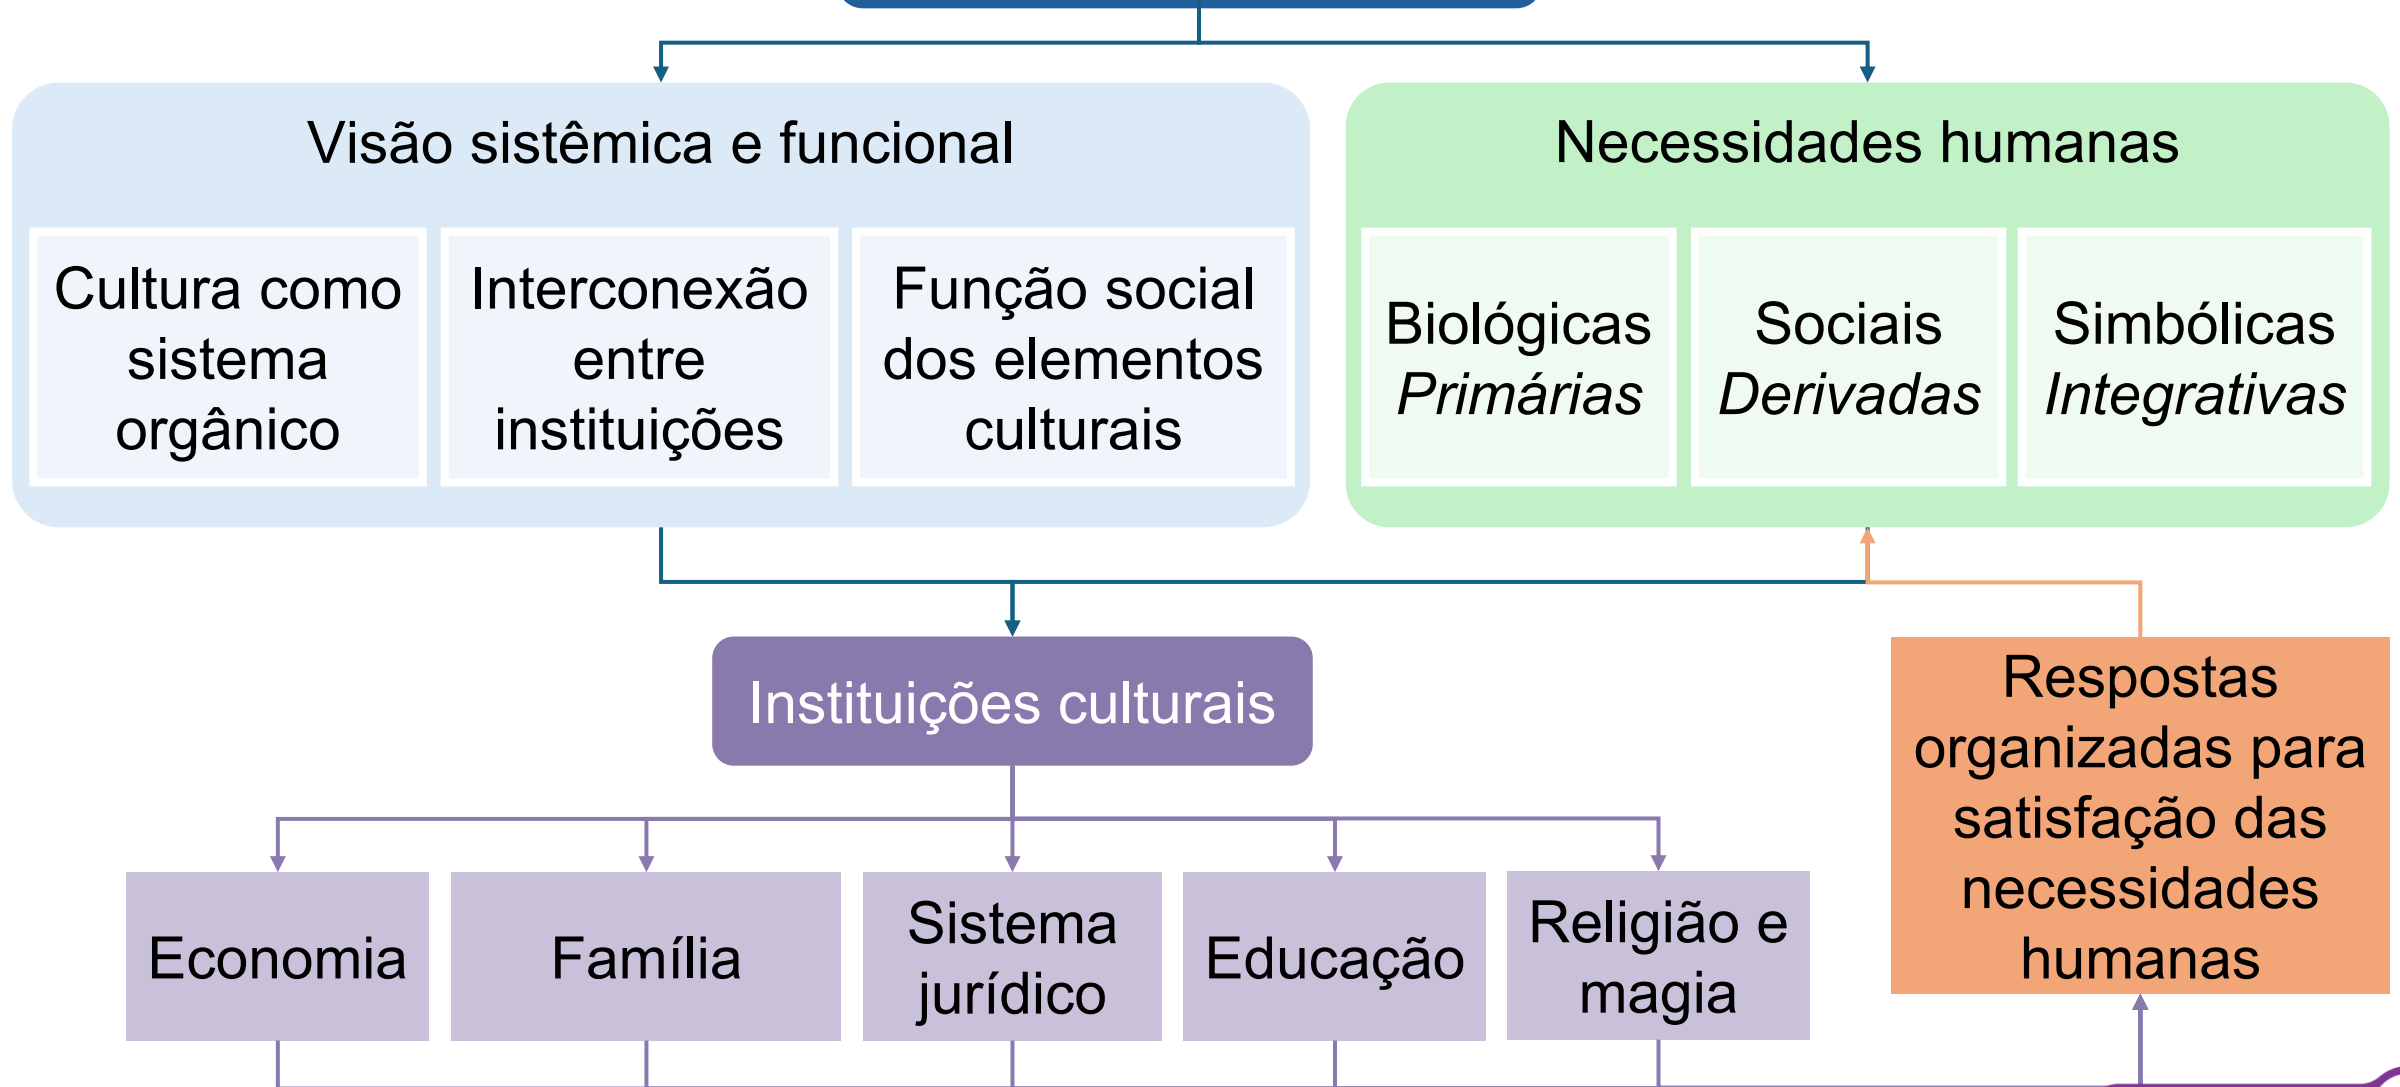 Visão sistêmica e funcional
Necessidades humanas
Cultura como
sistema
orgânico
Interconexão
entre
instituições
Função social
dos elementos
culturais
Biológicas
Primárias
Sociais
Derivadas
Simbólicas
Integrativas
Instituições culturais
Respostas
organizadas para
satisfação das
necessidades
humanas
Economia
Família
Sistema
jurídico
Educação
Religião e
magia